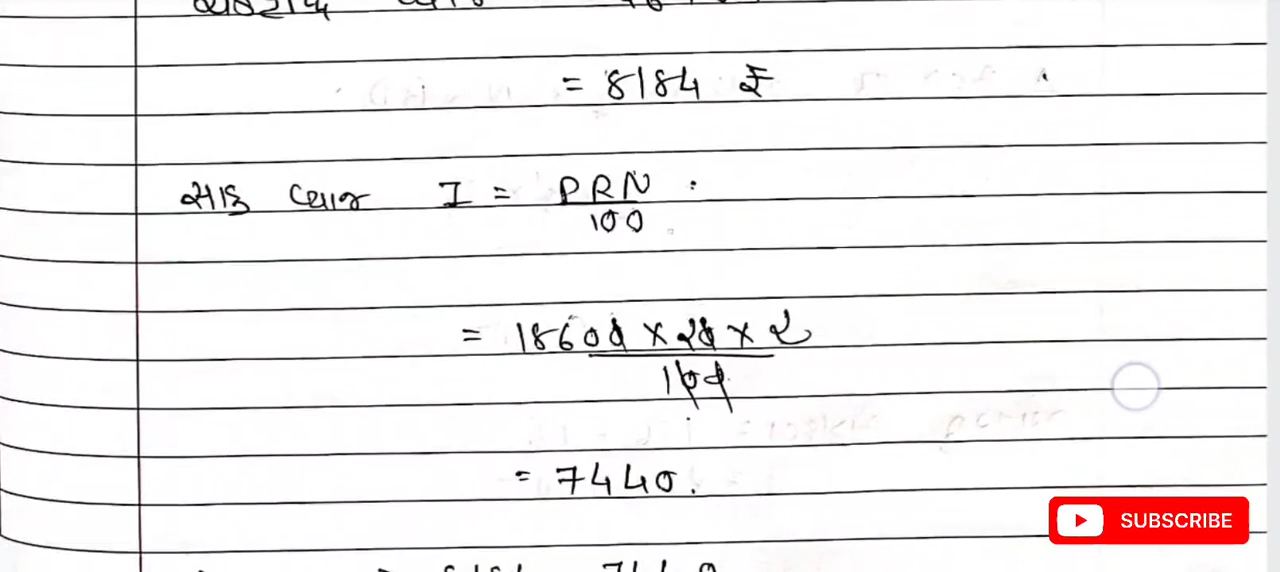 = 8184 ₹
સાદુ વ્યાજ I = PRN / 100
= 18600 × 20 × 2 / 100
= 7440.
SUBSCRIBE